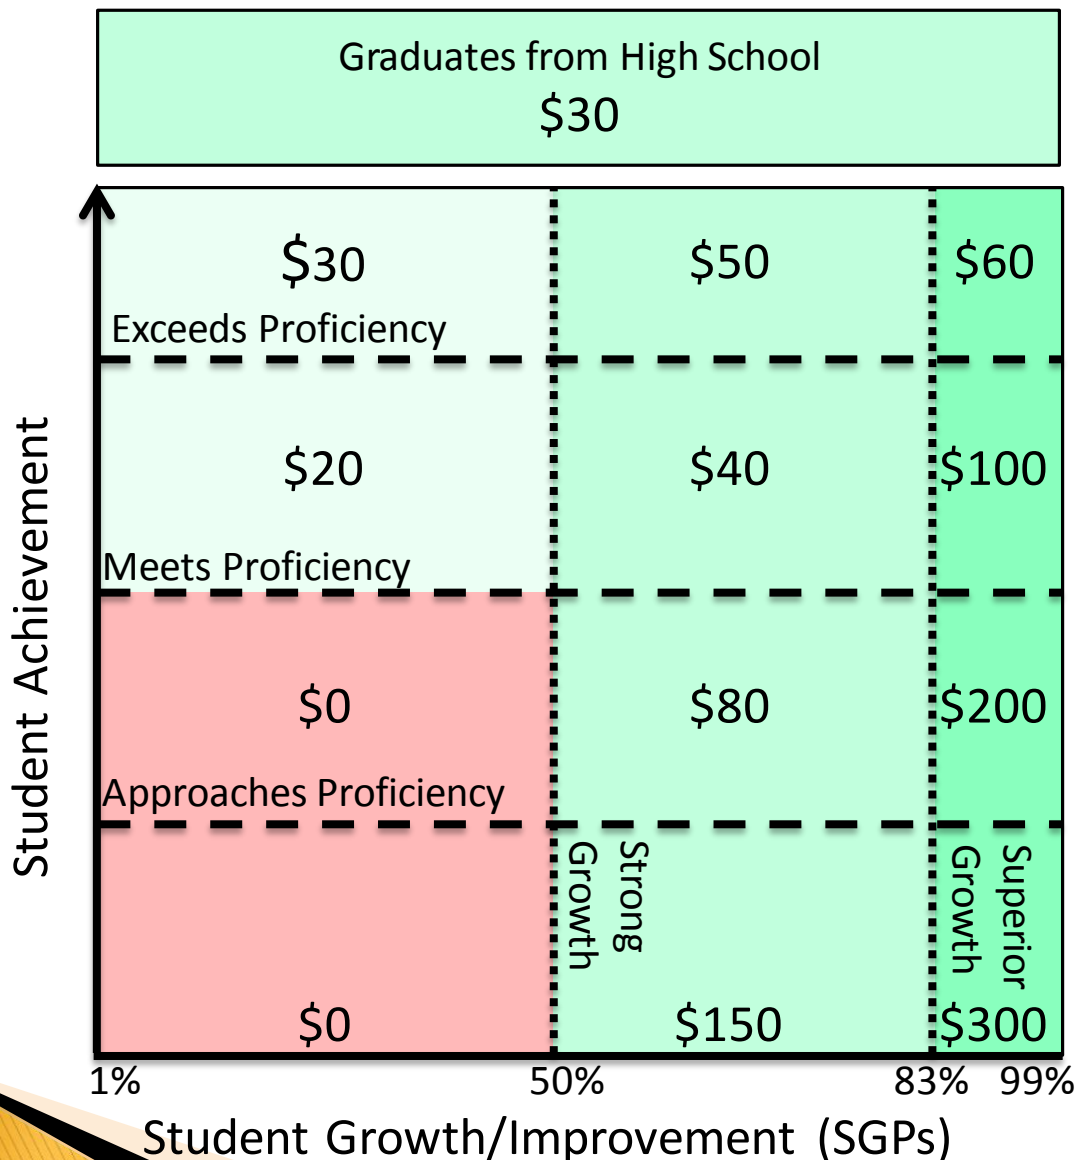 Graduates from High School
$30
$30
$50
$60
Exceeds Proficiency
$20
$40
$100
Meets Proficiency
$0
$80
$200
Approaches Proficiency
Strong
Growth
Superior
Growth
$0
$150
$300
Student Achievement
1%
50%
83%
99%
Student Growth/Improvement (SGPs)